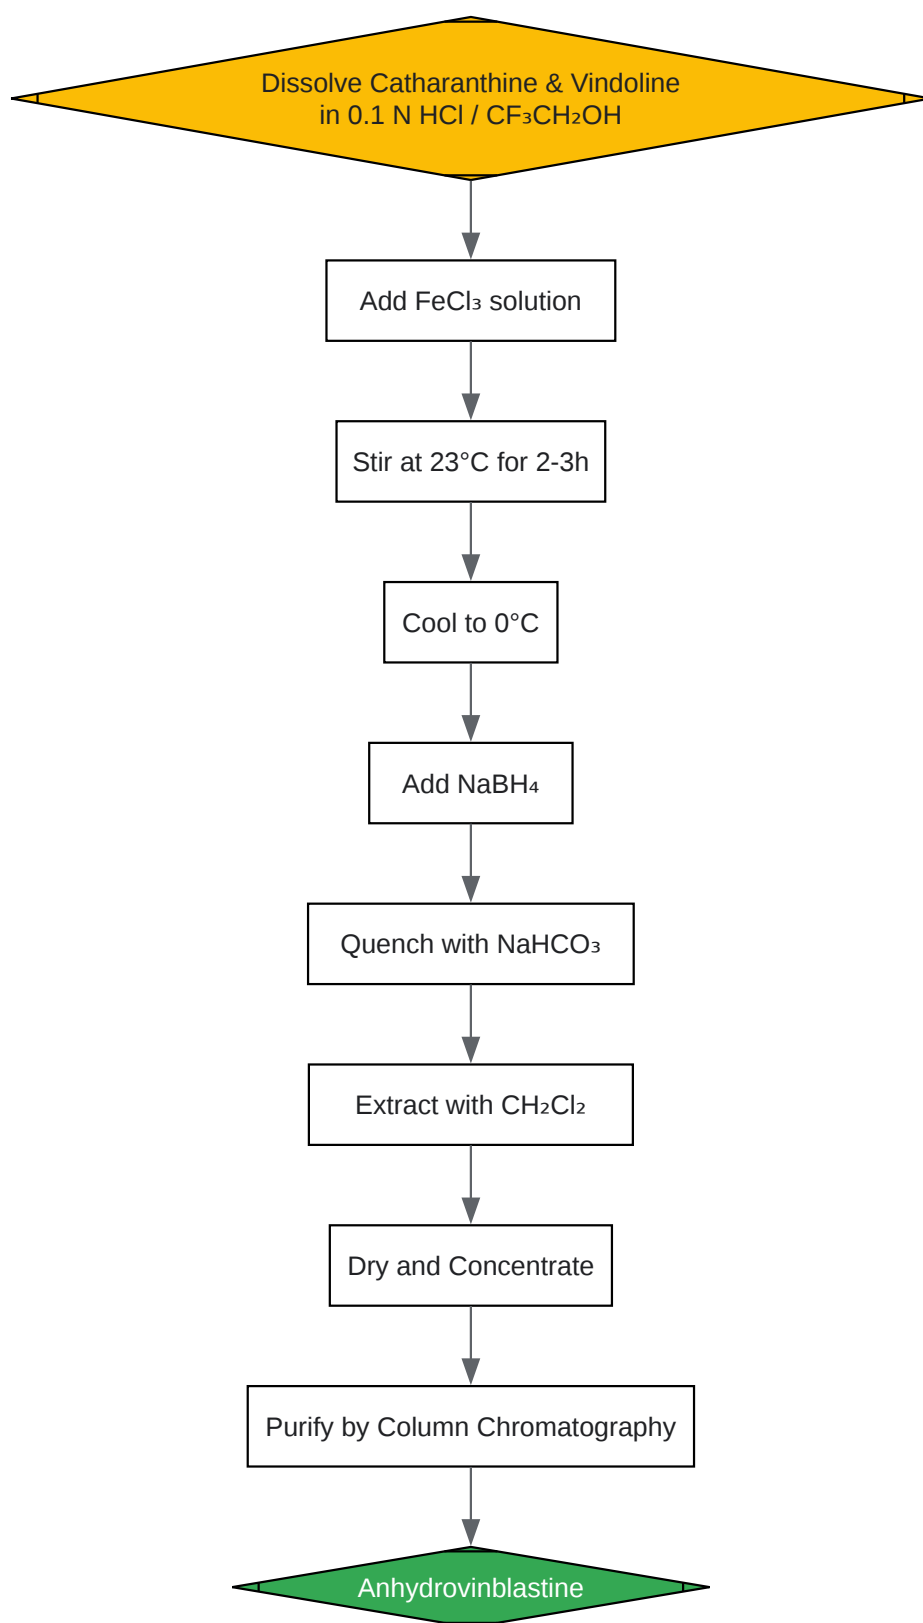 Dissolve Catharanthine & Vindoline
in 0.1 N HCl / CF₃CH₂OH
Add FeCl₃ solution
Stir at 23°C for 2-3h
Cool to 0°C
Add NaBH₄
Quench with NaHCO₃
Extract with CH₂Cl₂
Dry and Concentrate
Purify by Column Chromatography
Anhydrovinblastine